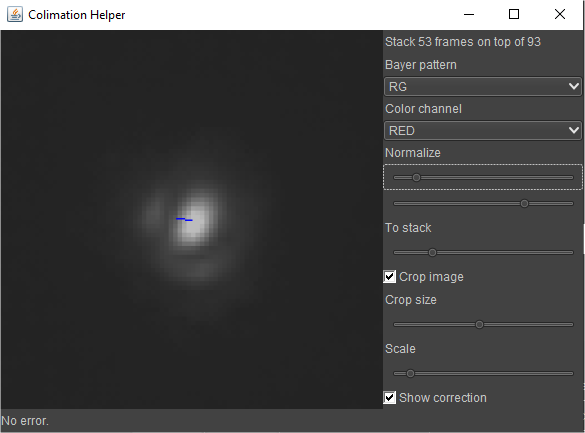 Colimation Helper
Stack 53 frames on top of 93
Bayer pattern
RG
Color channel
RED
Normalize
To stack
Crop image
Crop size
Scale
Show correction
No error.